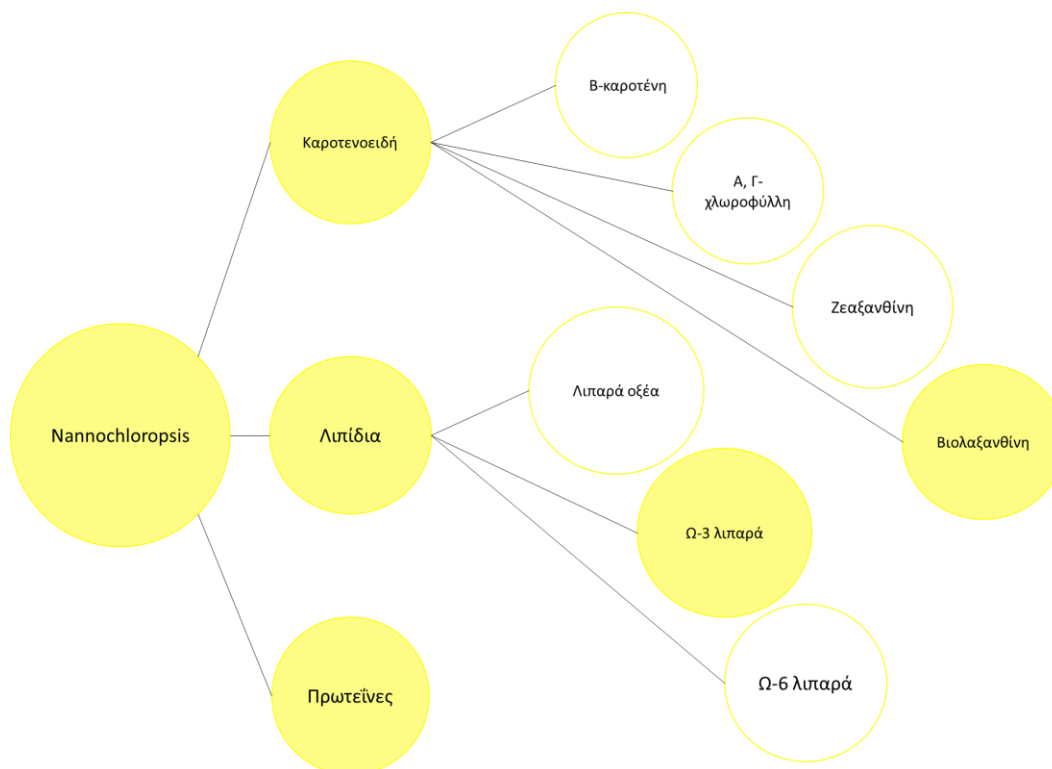 Β-καροτένη
Καροτενοειδή
Α, Γ-
χλωροφύλλη
Ζεαξανθίνη
Λιπαρά οξέα
Nannochloropsis
Λιπίδια
Βιολαξανθίνη
Ω-3 λιπαρά
Ω-6 λιπαρά
Πρωτεΐνες